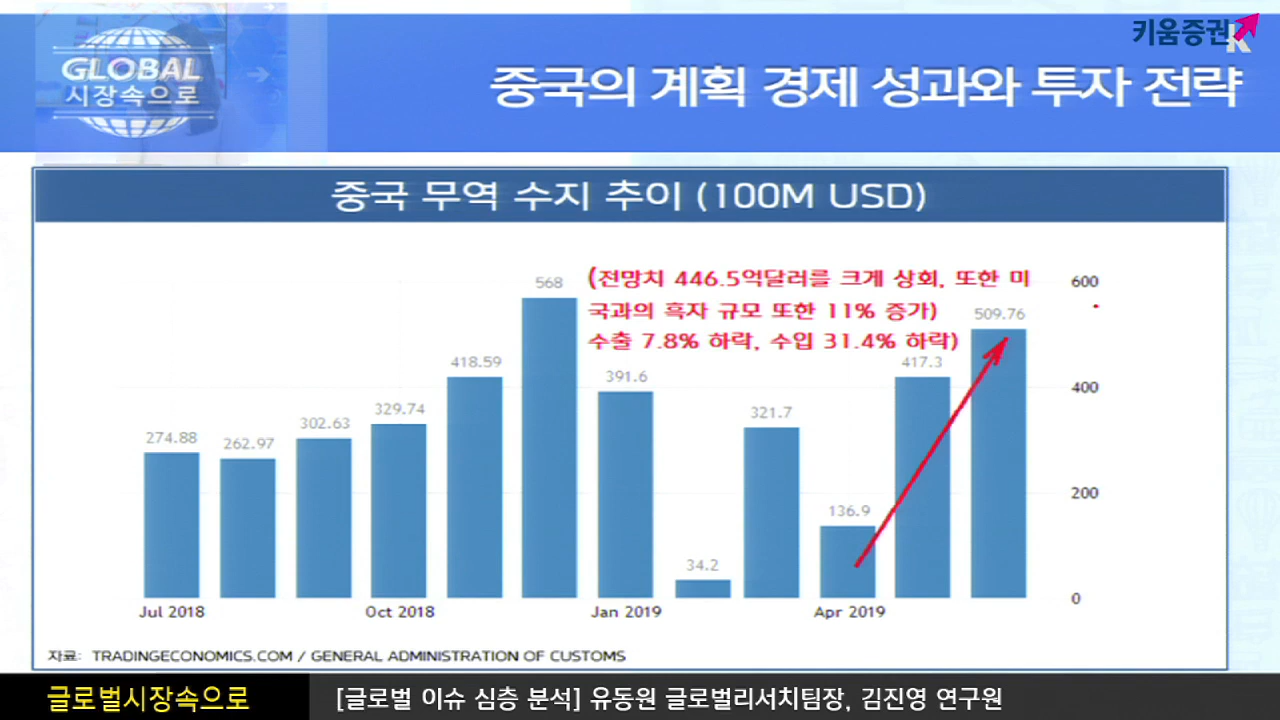 키움증권
GLOBAL
시장속으로
중국의 계획 경제 성과와 투자 전략
중국 무역 수지 추이 (100M USD)
(전망치 446.5억달러를 크게 상회, 또한 미
국과의 흑자 규모 또한 11% 증가)
수출 7.8% 하락, 수입 31.4% 하락)
274.88
262.97
302.63
329.74
418.59
568
391.6
34.2
321.7
136.9
417.3
509.76
600
400
200
0
Jul 2018
Oct 2018
Jan 2019
Apr 2019
자료: TRADINGECONOMICS.COM / GENERAL ADMINISTRATION OF CUSTOMS
글로벌시장속으로
[글로벌 이슈 심층 분석] 유동원 글로벌리서치팀장, 김진영 연구원